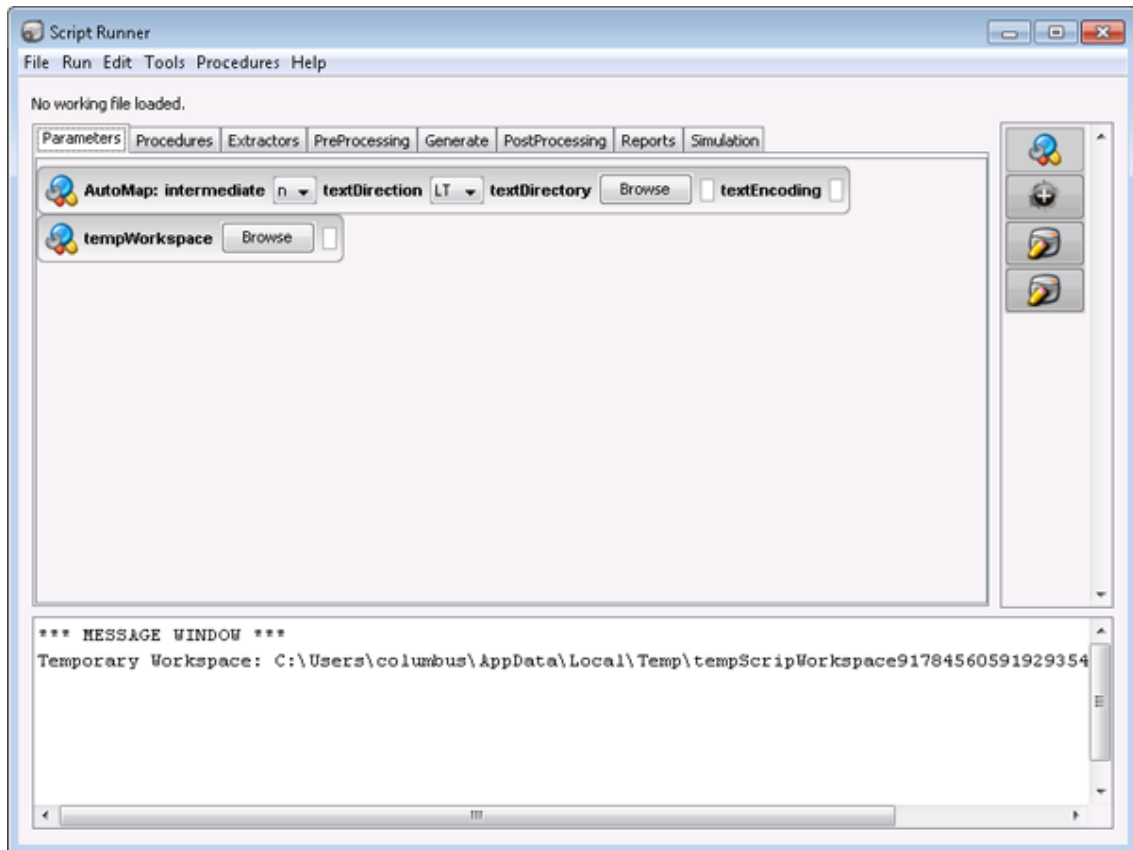 Script Runner
File Run Edit Tools Procedures Help
No working file loaded.
Parameters Procedures Extractors PreProcessing Generate PostProcessing Reports Simulation
AutoMap: intermediate n textDirection LT textDirectory Browse textEncoding
tempWorkspace Browse
*** MESSAGE WINDOW ***
Temporary Workspace: C:\Users\columbus\AppData\Local\Temp\tempScripWorkspace91784560591929354